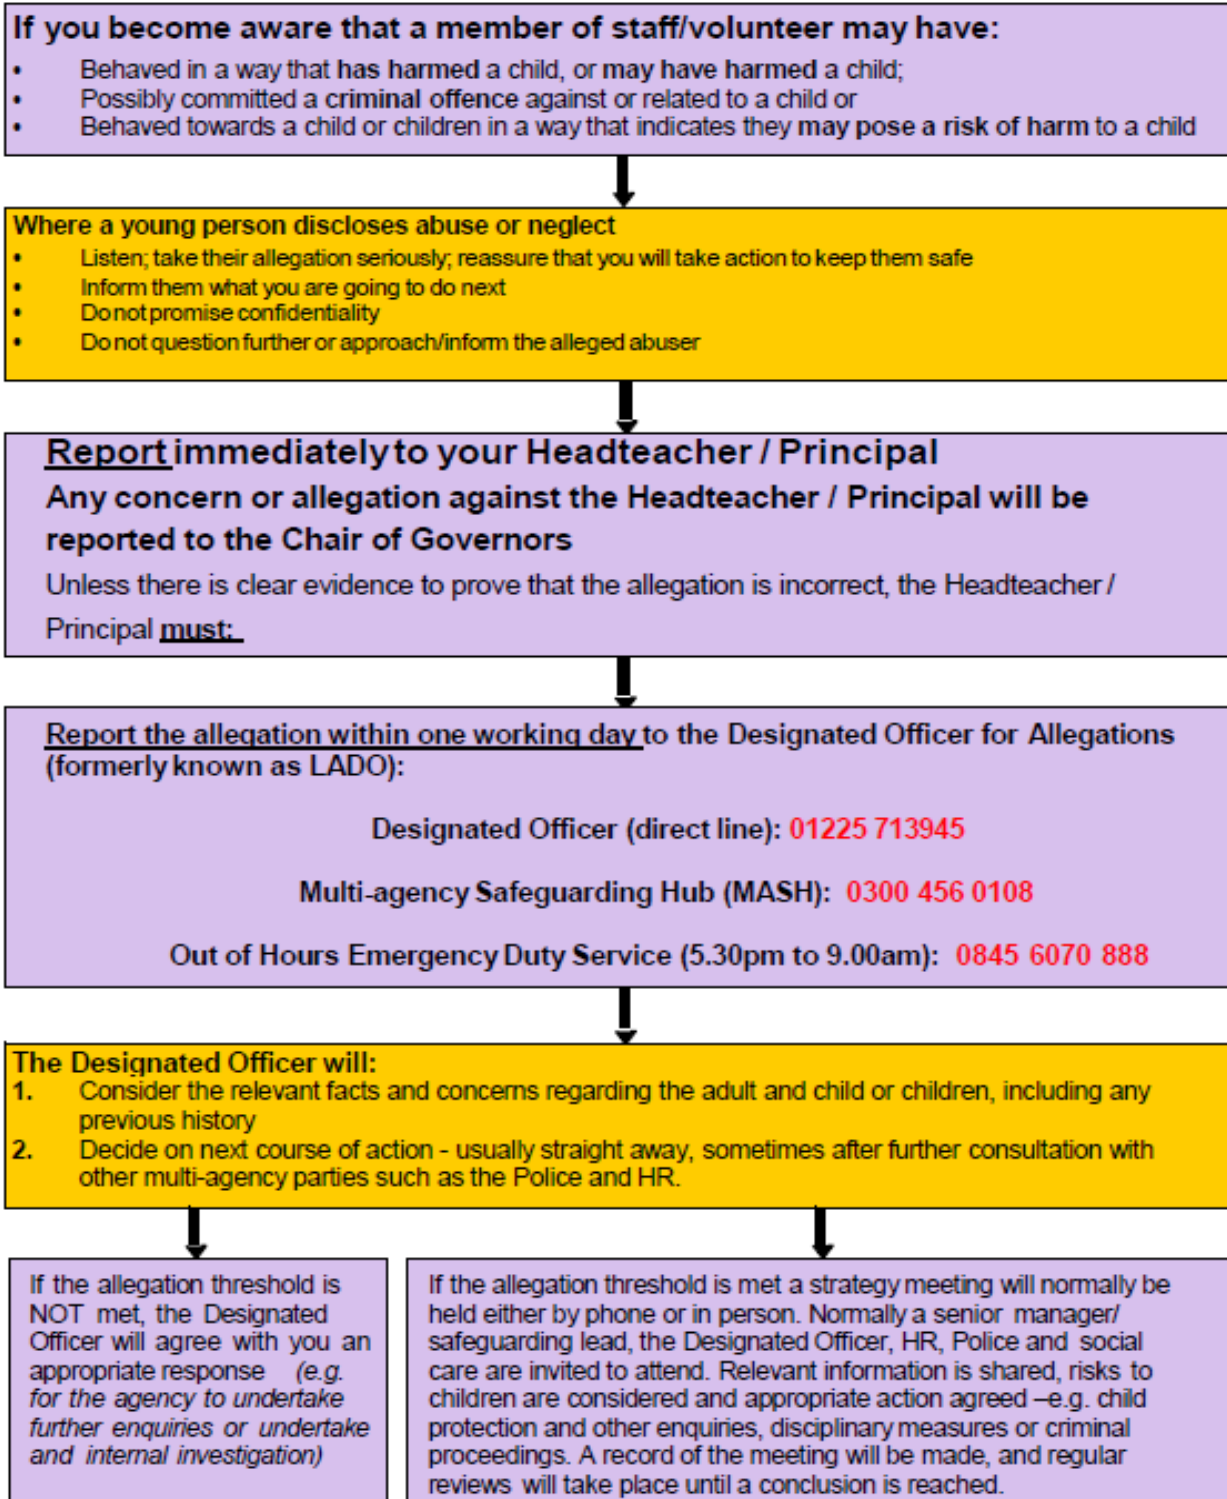 If you become aware that a member of staff/volunteer may have:
• Behaved in a way that has harmed a child, or may have harmed a child;
• Possibly committed a criminal offence against or related to a child or
• Behaved towards a child or children in a way that indicates they may pose a risk of harm to a child
Where a young person discloses abuse or neglect
• Listen; take their allegation seriously; reassure that you will take action to keep them safe
• Inform them what you are going to do next
• Do not promise confidentiality
• Do not question further or approach/inform the alleged abuser
Report immediately to your Headteacher / Principal
Any concern or allegation against the Headteacher / Principal will be
reported to the Chair of Governors
Unless there is clear evidence to prove that the allegation is incorrect, the Headteacher /
Principal must:
Report the allegation within one working day to the Designated Officer for Allegations
(formerly known as LADO):
Designated Officer (direct line): 01225 713945
Multi-agency Safeguarding Hub (MASH): 0300 456 0108
Out of Hours Emergency Duty Service (5.30pm to 9.00am): 0845 6070 888
The Designated Officer will:
1. Consider the relevant facts and concerns regarding the adult and child or children, including any
previous history
2. Decide on next course of action - usually straight away, sometimes after further consultation with
other multi-agency parties such as the Police and HR.
If the allegation threshold is
NOT met, the Designated
Officer will agree with you an
appropriate response (e.g.
for the agency to undertake
further enquiries or undertake
and internal investigation)
If the allegation threshold is met a strategy meeting will normally be
held either by phone or in person. Normally a senior manager/
safeguarding lead, the Designated Officer, HR, Police and social
care are invited to attend. Relevant information is shared, risks to
children are considered and appropriate action agreed –e.g. child
protection and other enquiries, disciplinary measures or criminal
proceedings. A record of the meeting will be made, and regular
reviews will take place until a conclusion is reached.